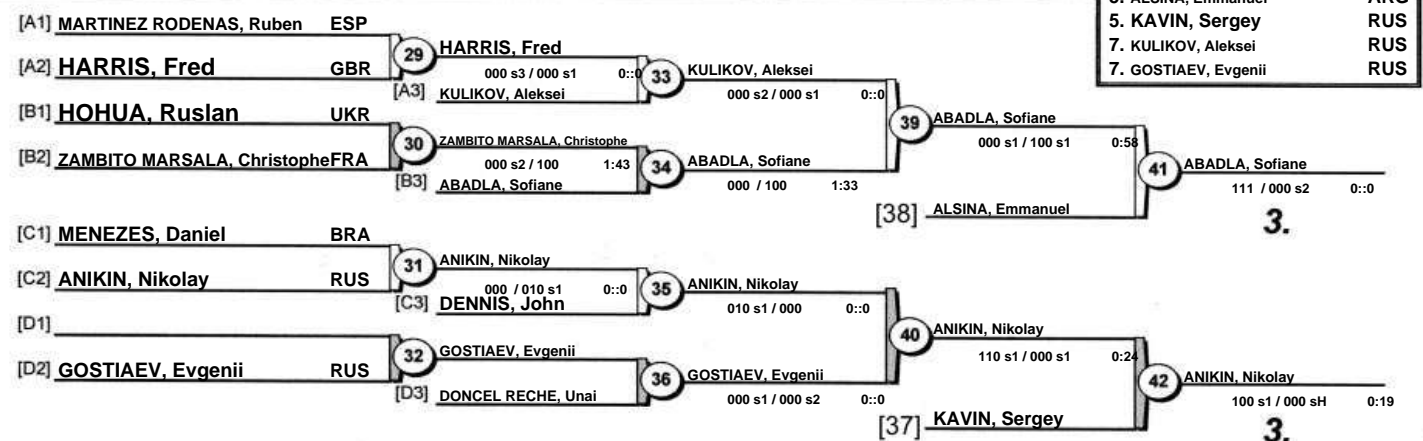 5. ALSINA, Emmanuel ARG
5. KAVIN, Sergey RUS
7. KULIKOV, Aleksei RUS
7. GOSTIAEV, Evgenii RUS
[A1] MARTINEZ RODENAS, Ruben ESP
29 HARRIS, Fred
[A2] HARRIS, Fred GBR
000 s3 / 000 s1 0::0
33 KULIKOV, Aleksei
[A3] KULIKOV, Aleksei
000 s2 / 000 s1 0::0
[B1] HOHUA, Ruslan UKR
39 ABADLA, Sofiane
30 ZAMBITO MARSALA, Christophe
000 s1 / 100 s1 0:58
[B2] ZAMBITO MARSALA, Christophe FRA
000 s2 / 100 1:43
34 ABADLA, Sofiane
41 ABADLA, Sofiane
[B3] ABADLA, Sofiane
000 / 100 1:33
111 / 000 s2 0::0
[38] ALSINA, Emmanuel
3.
[C1] MENEZES, Daniel BRA
31 ANIKIN, Nikolay
[C2] ANIKIN, Nikolay RUS
000 / 010 s1 0::0
35 ANIKIN, Nikolay
[C3] DENNIS, John
010 s1 / 000 0::0
[D1]
40 ANIKIN, Nikolay
32 GOSTIAEV, Evgenii
110 s1 / 000 s1 0:24
[D2] GOSTIAEV, Evgenii RUS
36 GOSTIAEV, Evgenii
42 ANIKIN, Nikolay
[D3] DONCEL RECHE, Unai
000 s1 / 000 s2 0::0
100 s1 / 000 sH 0:19
[37] KAVIN, Sergey
3.